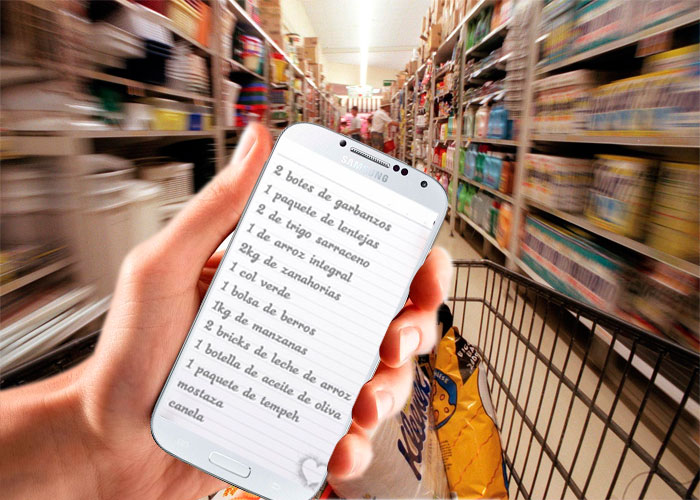 SAMSUNG
2 botes de garbanzos
1 paquete de lentejas
2 de trigo sarraceno
1 de arroz integral
2kg de zanahorias
1 col verde
1 bolsa de berros
1kg de manzanas
2 bricks de leche de arroz
1 botella de aceite de oliva
1 paquete de tempeh
mostaza
canela